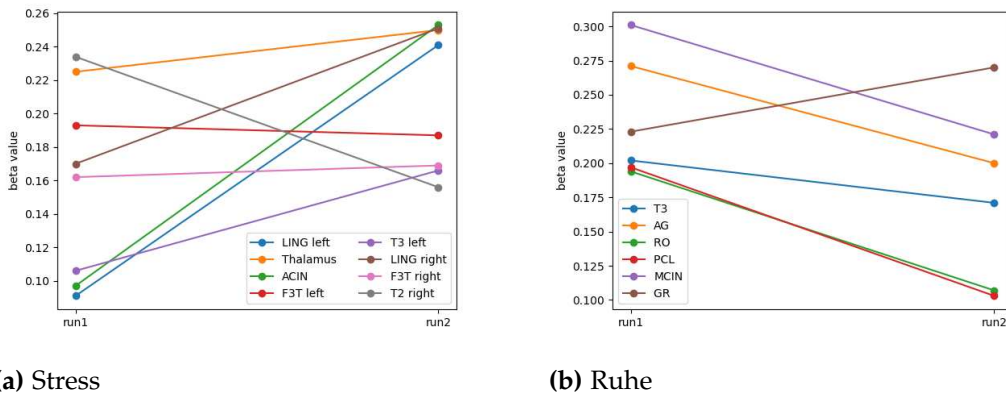 0.26
0.24
0.22
0.20
0.18
0.16
0.14
0.12
0.10
beta value
run1
run2
LING left
Thalamus
ACIN
F3T left
T3 left
LING right
F3T right
T2 right
0.300
0.275
0.250
0.225
0.200
0.175
0.150
0.125
0.100
beta value
run1
run2
T3
AG
RO
PCL
MCIN
GR
(a) Stress
(b) Ruhe